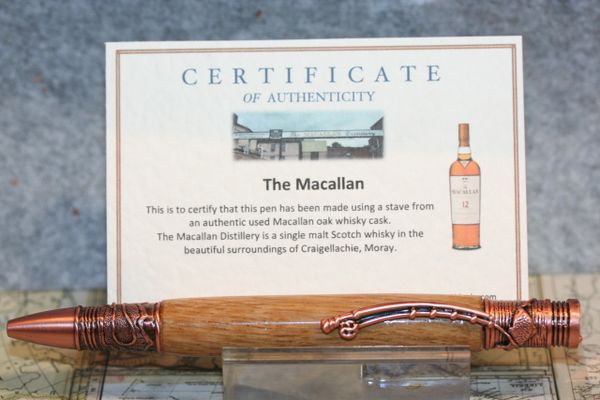 CERTIFICATE
OF AUTHENTICITY
The Macallan
This is to certify that this pen has been made using a stave from
an authentic used Macallan oak whisky cask.
The Macallan Distillery is a single malt Scotch whisky in the
beautiful surroundings of Craigellachie, Moray.
MACALLAN
12